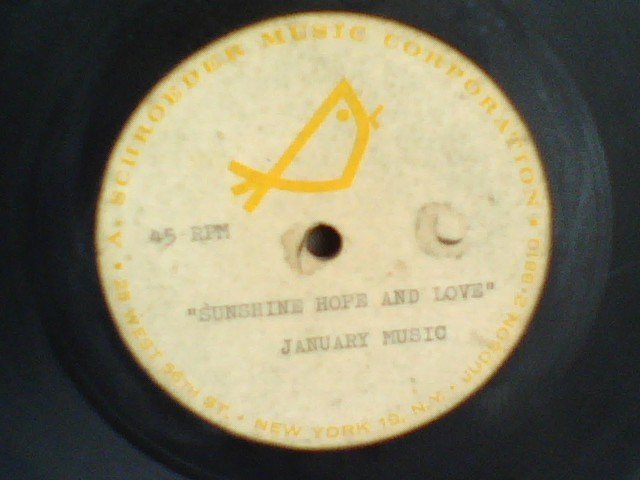 A. SCHROEDER MUSIC CORPORATION
45 RPM
"SUNSHINE HOPE AND LOVE"
JANUARY MUSIC
25 WEST 56TH ST. • NEW YORK 19, N.Y. • JUDSON 2-8810